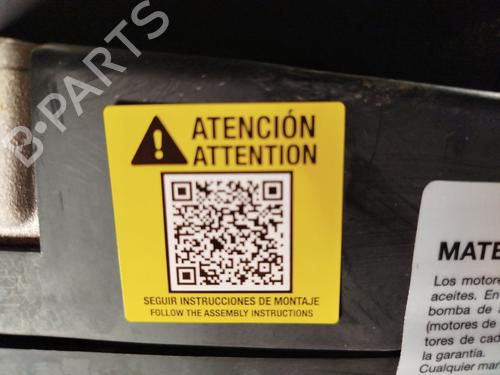 B-PARTS
ATENCIÓN
ATTENTION
SEGUIR INSTRUCCIONES DE MONTAJE
FOLLOW THE ASSEMBLY INSTRUCTIONS
MATE
Los motore
aceites. En
bomba de a
(motores de
tores de cad
la garantía.
Cualquier man